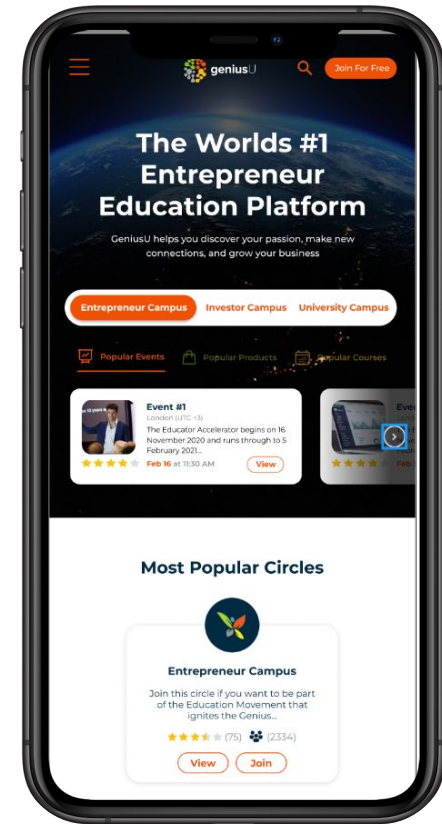 geniusU
Join For Free
The Worlds #1
Entrepreneur
Education Platform
GeniusU helps you discover your passion, make new
connections, and grow your business
Entrepreneur Campus Investor Campus University Campus
Popular Events Popular Products Popular Courses
Event #1
London (UTC +3)
The Educator Accelerator begins on 16
November 2020 and runs through to 5
February 2021...
Feb 16 at 11:30 AM
View
Most Popular Circles
Entrepreneur Campus
Join this circle if you want to be part
of the Education Movement that
ignites the Genius...
(75) (2334)
View Join